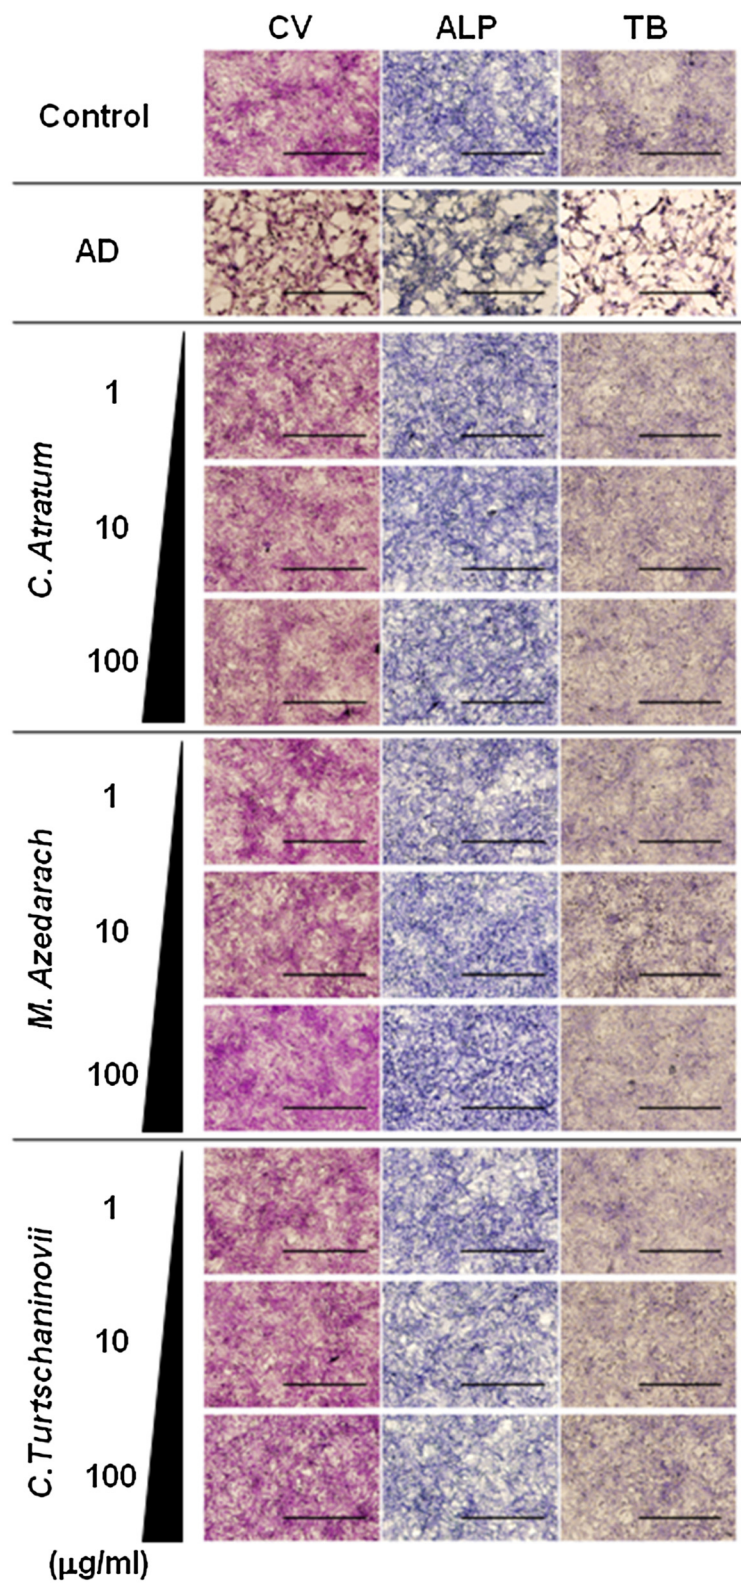 CV ALP TB
Control
AD
C. Atratum
1
10
100
M. Azedarach
1
10
100
C.Turtschaninovii
1
10
100
(μg/ml)